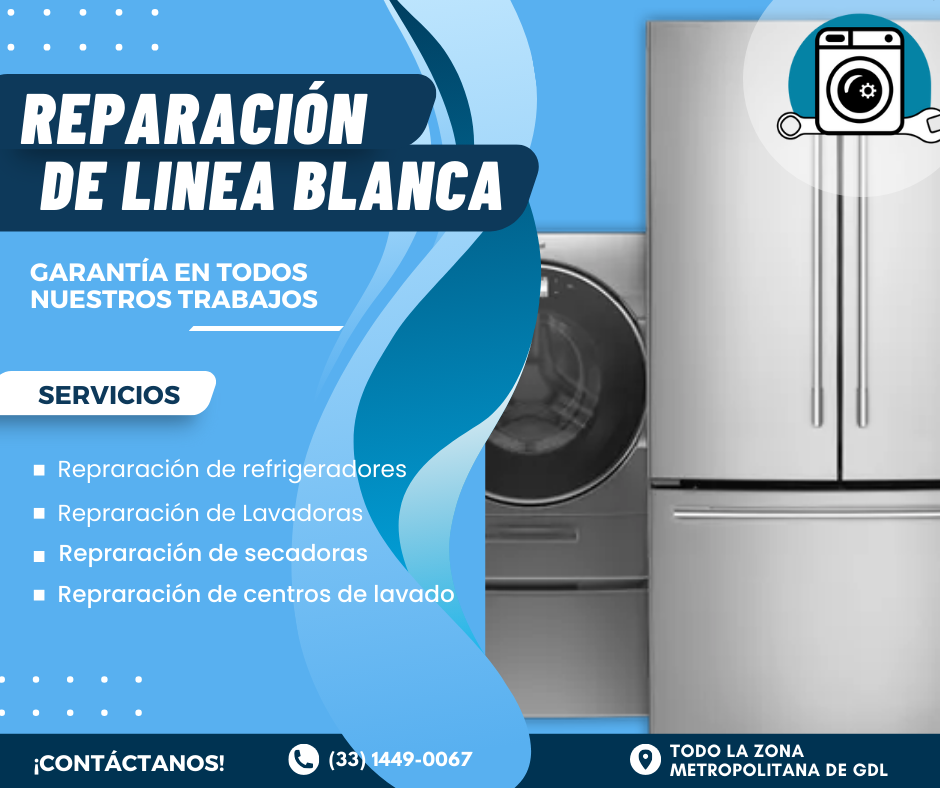 REPARACIÓN
DE LINEA BLANCA
GARANTÍA EN TODOS
NUESTROS TRABAJOS
SERVICIOS
Repraración de refrigeradores
Repraración de Lavadoras
Repraración de secadoras
Repraración de centros de lavado
¡CONTÁCTANOS!
(33) 1449-0067
TODO LA ZONA
METROPOLITANA DE GDL